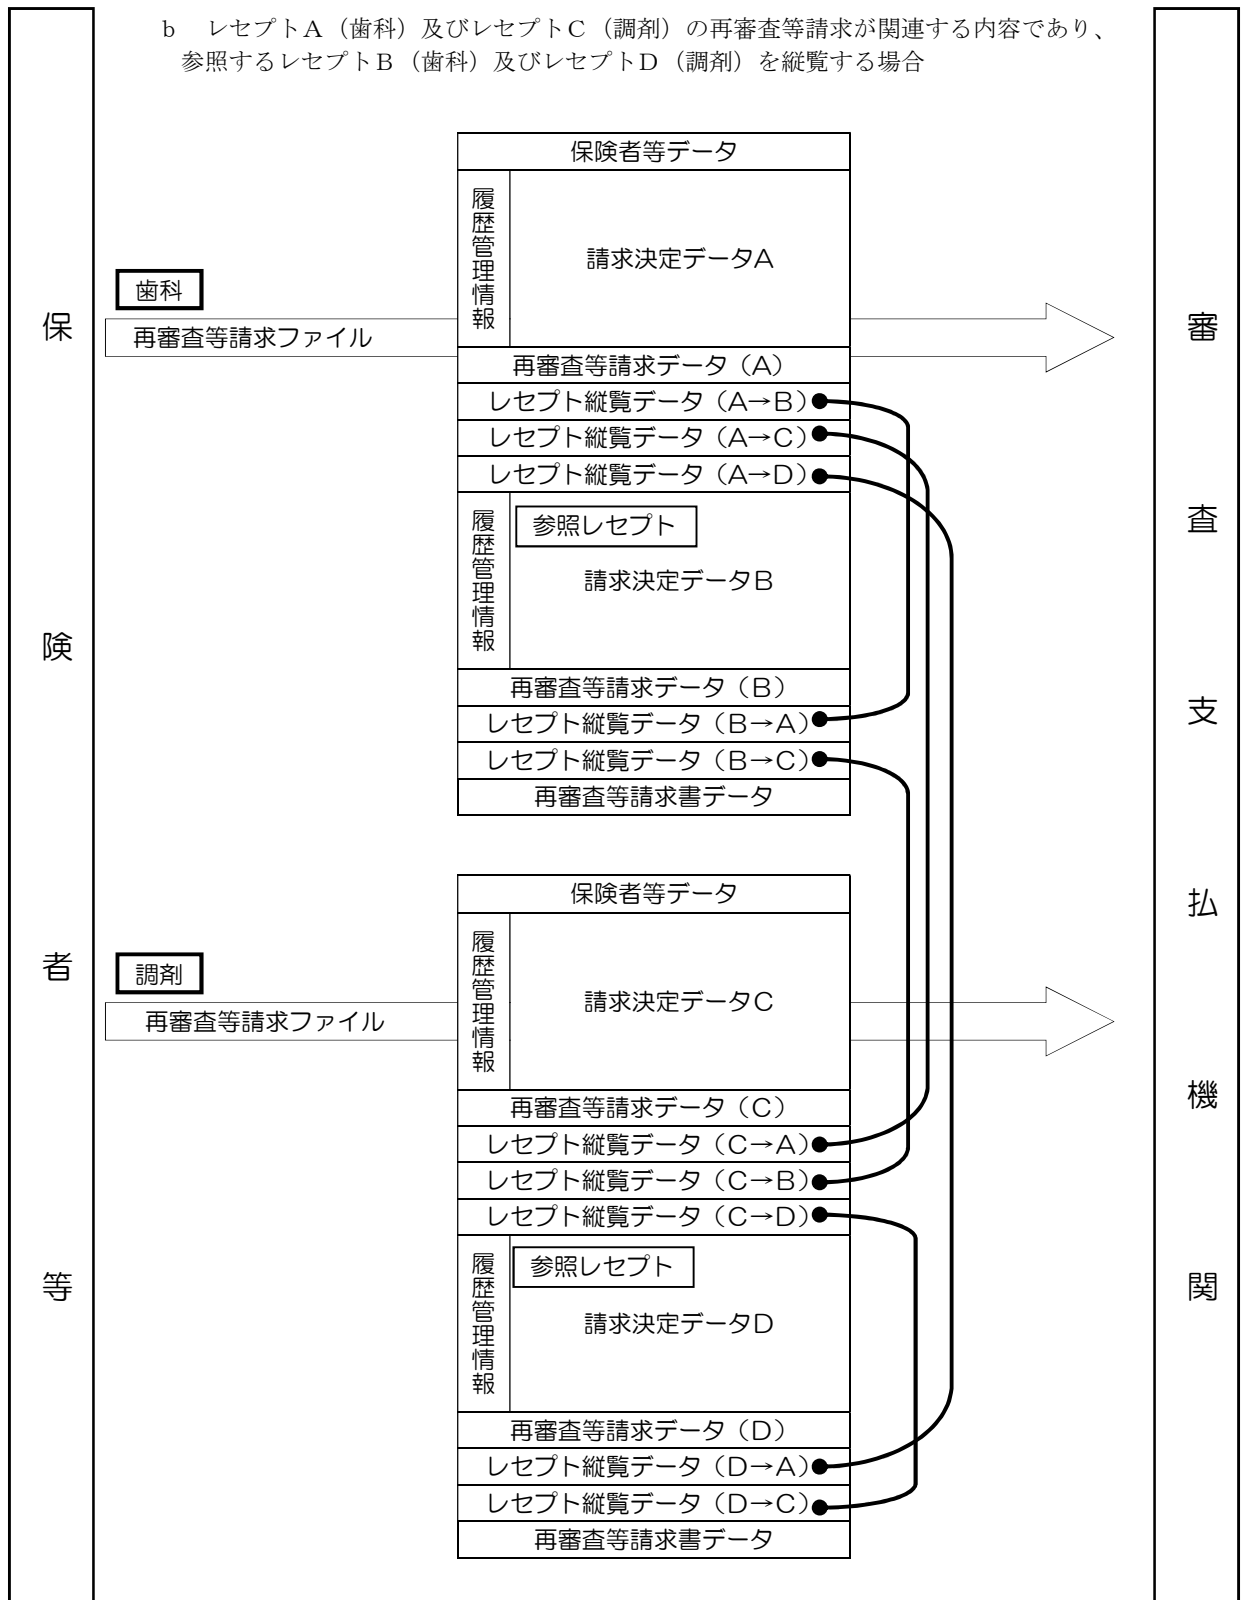 b　レセプトＡ（歯科）及びレセプトＣ（調剤）の再審査等請求が関連する内容であり、
参照するレセプトＢ（歯科）及びレセプトＤ（調剤）を縦覧する場合
保険者等
歯科
再審査等請求ファイル
保険者等データ
履歴管理情報
請求決定データA
再審査等請求データ（A）
レセプト縦覧データ（A→B）
レセプト縦覧データ（A→C）
レセプト縦覧データ（A→D）
履歴管理情報
参照レセプト
請求決定データB
再審査等請求データ（B）
レセプト縦覧データ（B→A）
レセプト縦覧データ（B→C）
再審査等請求書データ
調剤
再審査等請求ファイル
保険者等データ
履歴管理情報
請求決定データC
再審査等請求データ（C）
レセプト縦覧データ（C→A）
レセプト縦覧データ（C→B）
レセプト縦覧データ（C→D）
履歴管理情報
参照レセプト
請求決定データD
再審査等請求データ（D）
レセプト縦覧データ（D→A）
レセプト縦覧データ（D→C）
再審査等請求書データ
審査支払機関